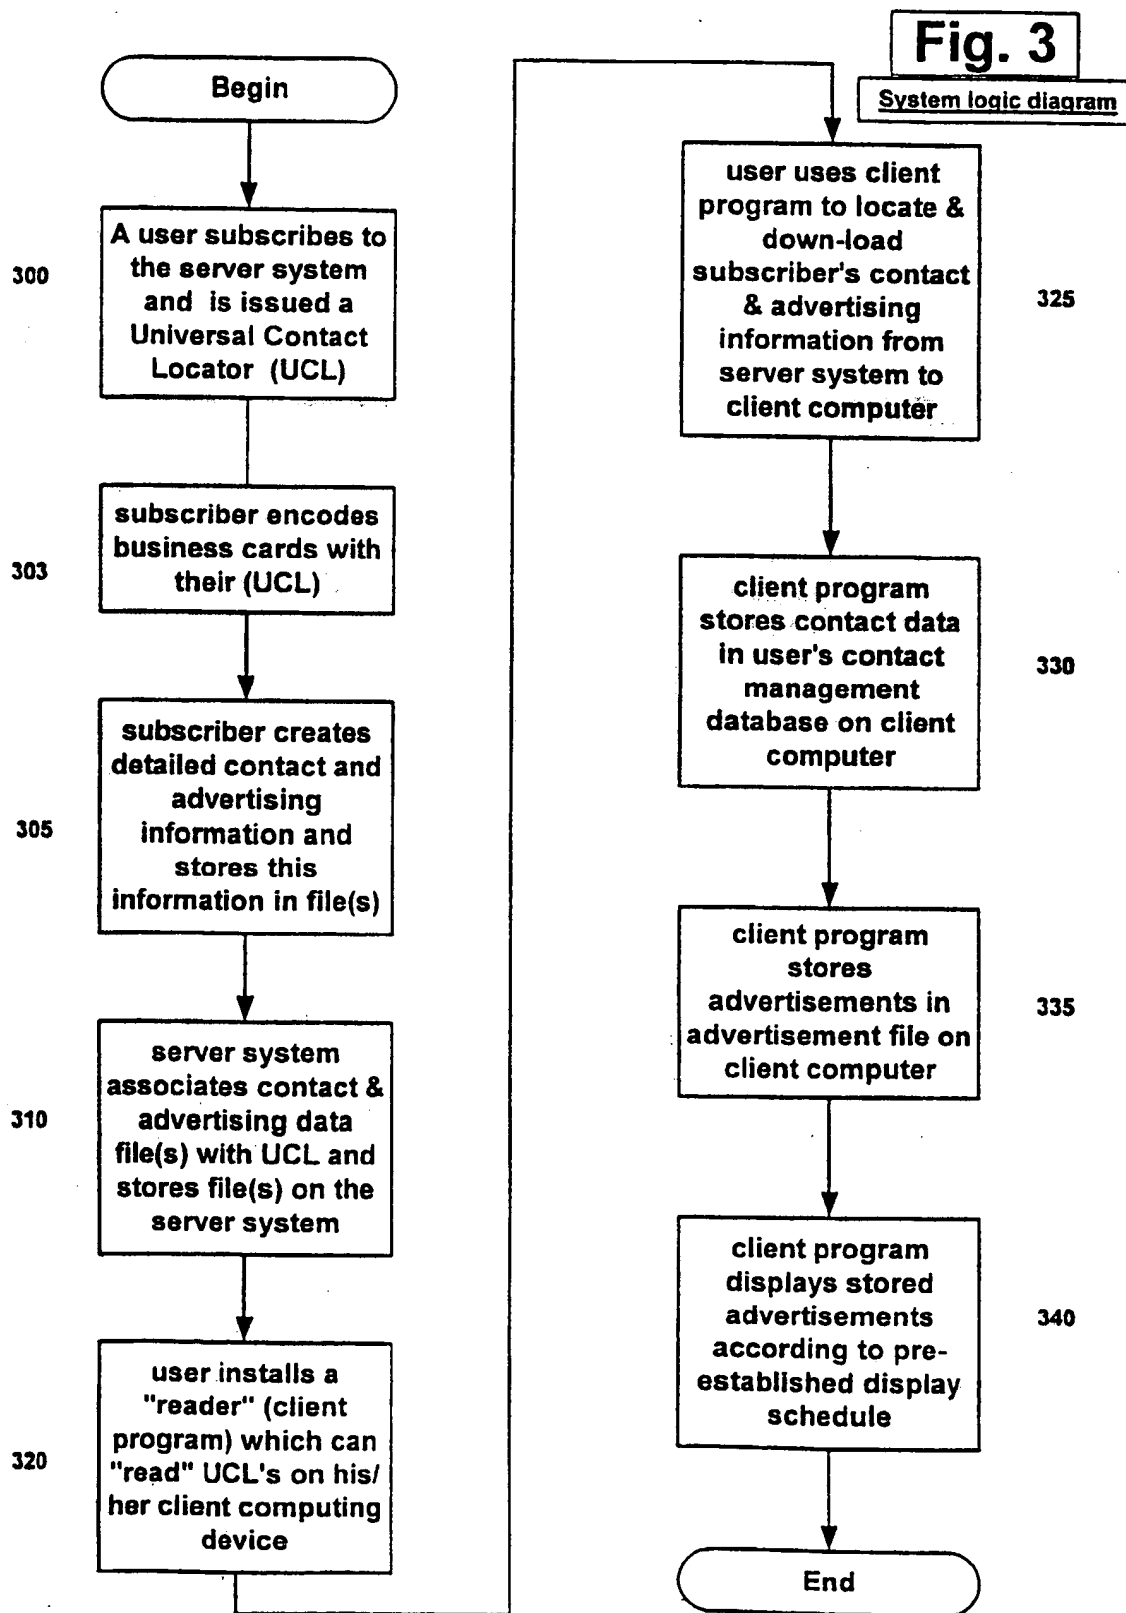 Fig. 3
System logic diagram
Begin
300
A user subscribes to
the server system
and is issued a
Universal Contact
Locator (UCL)
303
subscriber encodes
business cards with
their (UCL)
305
subscriber creates
detailed contact and
advertising
information and
stores this
information in file(s)
310
server system
associates contact &
advertising data
file(s) with UCL and
stores file(s) on the
server system
320
user installs a
"reader" (client
program) which can
"read" UCL's on his/
her client computing
device
user uses client
program to locate &
down-load
subscriber's contact
& advertising
information from
server system to
client computer
325
client program
stores contact data
in user's contact
management
database on client
computer
330
client program
stores
advertisements in
advertisement file on
client computer
335
client program
displays stored
advertisements
according to pre-
established display
schedule
340
End